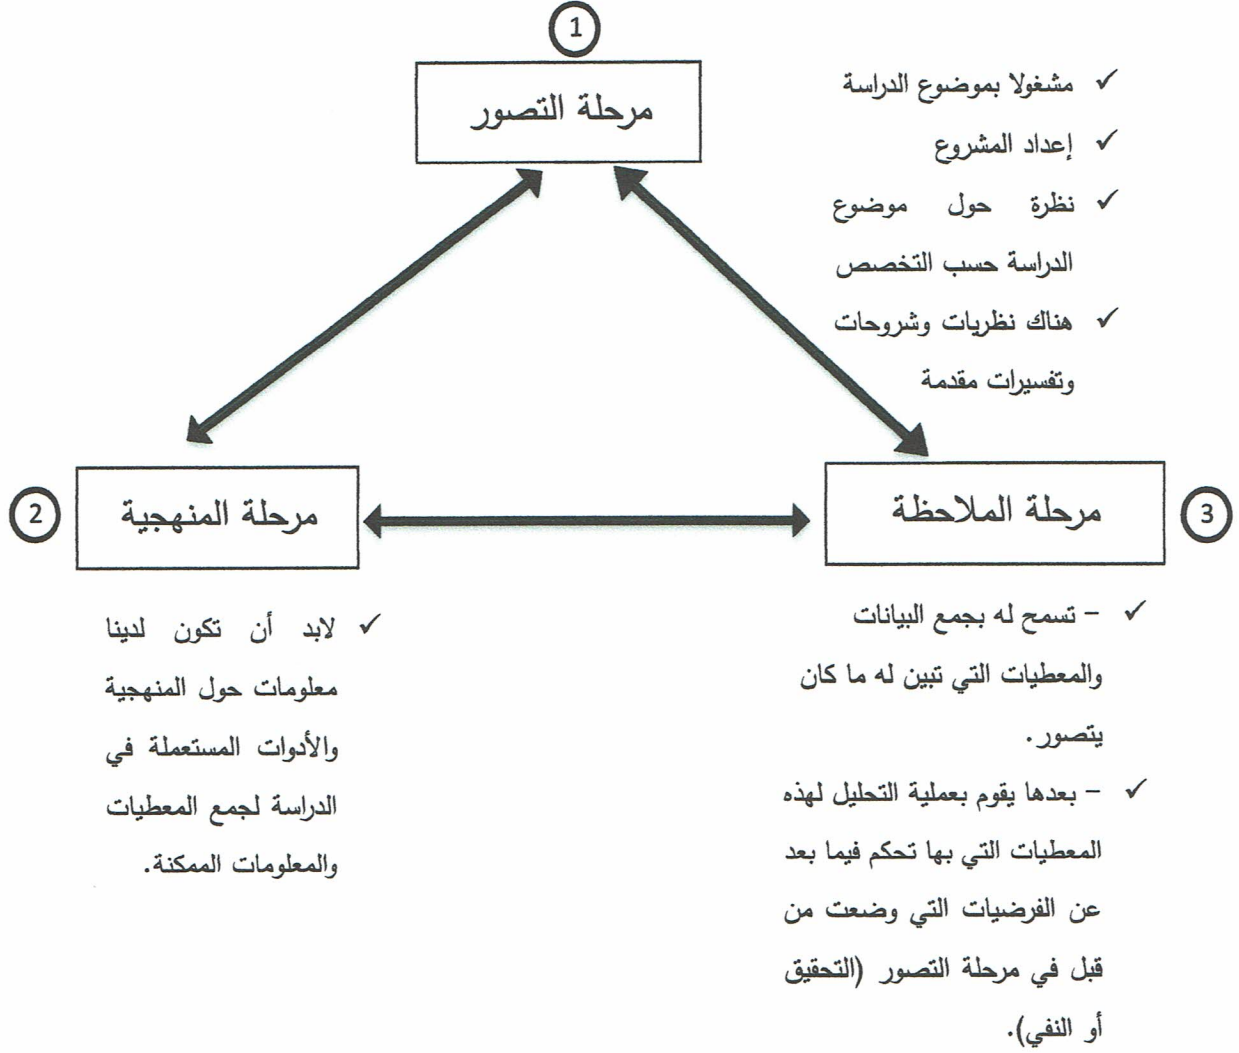 1
مرحلة التصور
✓ مشغولا بموضوع الدراسة
✓ إعداد المشروع
✓ نظرة حول موضوع
الدراسة حسب التخصص
✓ هناك نظريات وشروحات
وتفسيرات مقدمة
2
مرحلة المنهجية
✓ لابد أن تكون لدينا
معلومات حول المنهجية
والأدوات المستعملة في
الدراسة لجمع المعطيات
والمعلومات الممكنة.
3
مرحلة الملاحظة
✓ – تسمح له بجمع البيانات
والمعطيات التي تبين له ما كان
يتصور.
✓ – بعدها يقوم بعملية التحليل لهذه
المعطيات التي بها تحكم فيما بعد
عن الفرضيات التي وضعت من
قبل في مرحلة التصور (التحقيق
أو النفي).